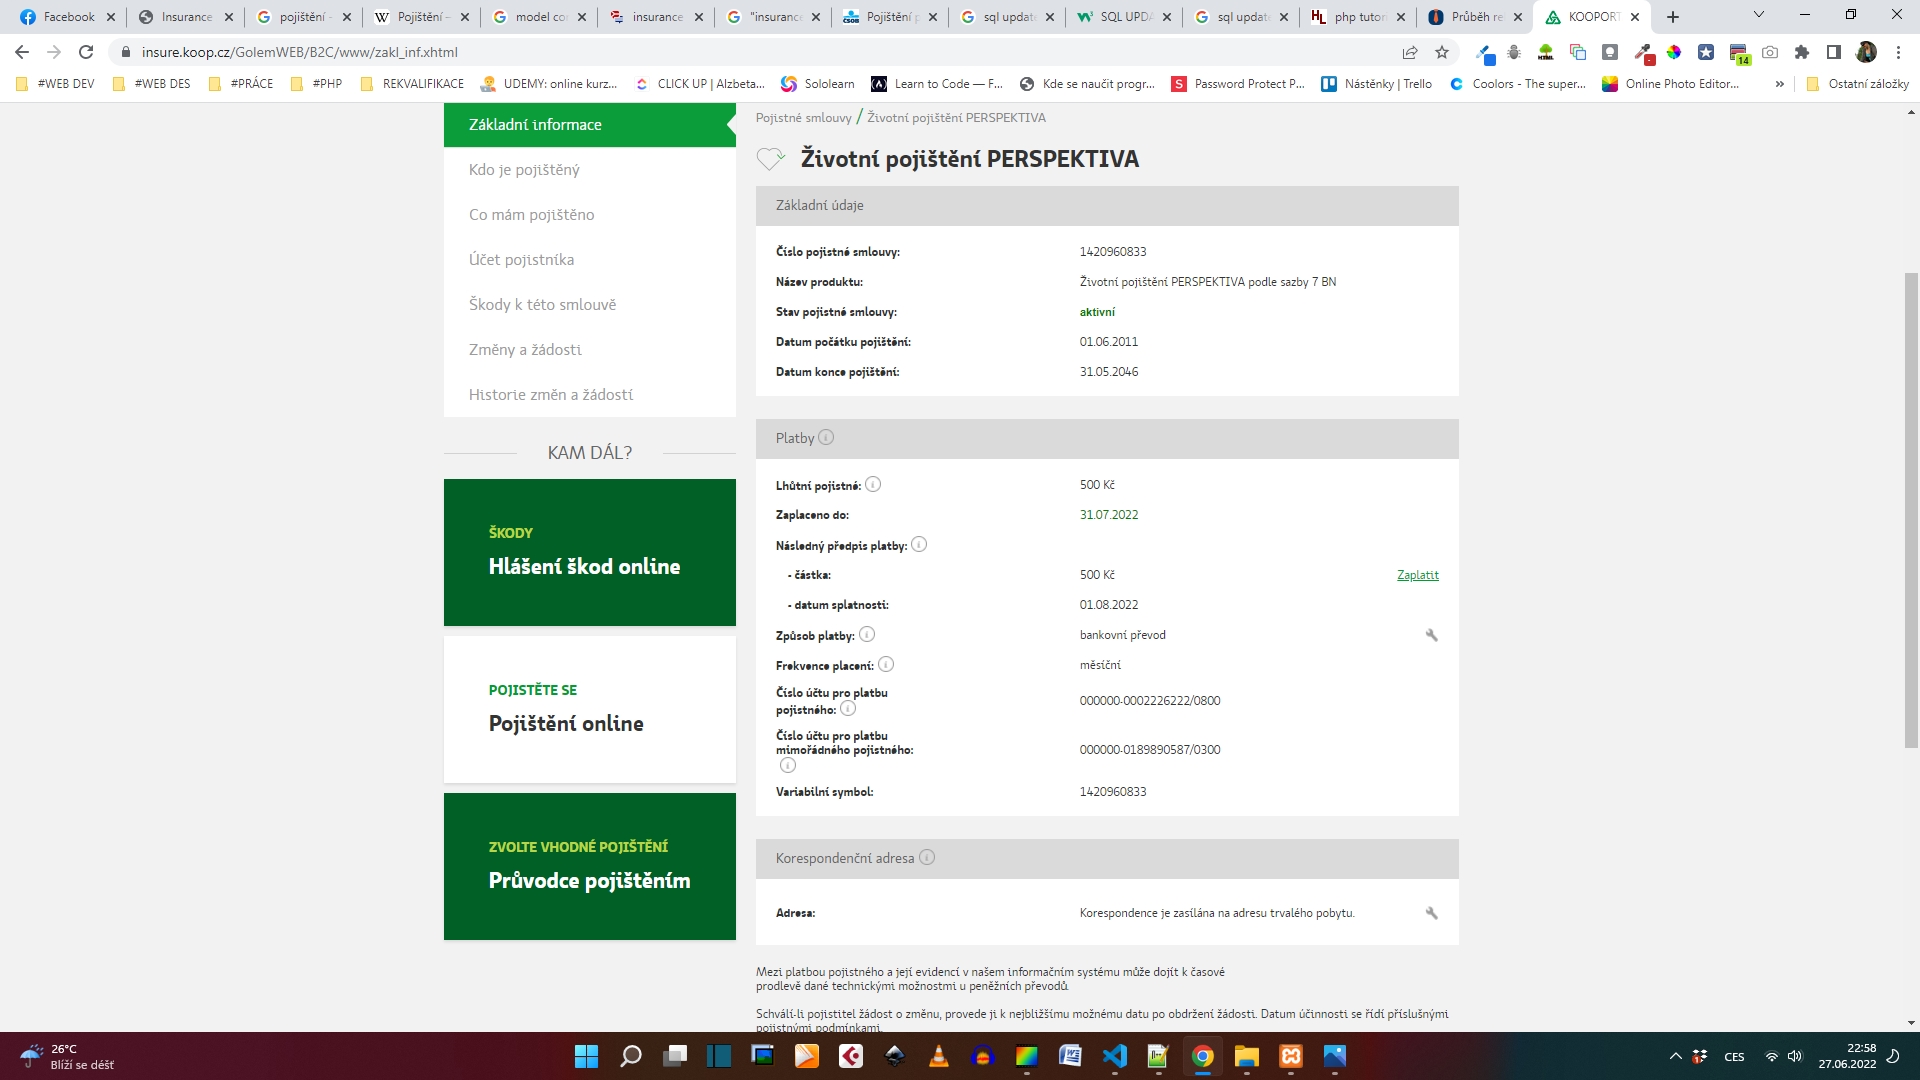 Facebook
Insurance
pojištění -
Pojištění –
model co
insurance
"insurance
Pojištění p
sql update
SQL UPDA
sql update
php tutori
Průběh re
KOOPORT
insure.koop.cz/GolemWEB/B2C/www/zakl_inf.xhtml
14
#WEB DEV
#WEB DES
#PRÁCE
#PHP
REKVALIFIKACE
UDEMY: online kurz...
CLICK UP | Alzbeta...
Sololearn
Learn to Code — F...
Kde se naučit progr...
Password Protect P...
Nástěnky | Trello
Coolors - The super...
Online Photo Editor...
»
Ostatní záložky
Základní informace
Kdo je pojištěný
Co mám pojištěno
Účet pojistníka
Škody k této smlouvě
Změny a žádosti
Historie změn a žádostí
KAM DÁL?
ŠKODY
Hlášení škod online
POJISTĚTE SE
Pojištění online
ZVOLTE VHODNÉ POJIŠTĚNÍ
Průvodce pojištěním
Pojistné smlouvy / Životní pojištění PERSPEKTIVA
Životní pojištění PERSPEKTIVA
Základní údaje
Číslo pojistné smlouvy: 1420960833
Název produktu: Životní pojištění PERSPEKTIVA podle sazby 7 BN
Stav pojistné smlouvy: aktivní
Datum počátku pojištění: 01.06.2011
Datum konce pojištění: 31.05.2046
Platby
Lhůtní pojistné: 500 Kč
Zaplaceno do: 31.07.2022
Následný předpis platby:
- částka: 500 Kč Zaplatit
- datum splatnosti: 01.08.2022
Způsob platby: bankovní převod
Frekvence placení: měsíční
Číslo účtu pro platbu
pojistného: 000000-0002226222/0800
Číslo účtu pro platbu
mimořádného pojistného: 000000-0189890587/0300
Variabilní symbol: 1420960833
Korespondenční adresa
Adresa: Korespondence je zasílána na adresu trvalého pobytu.
Mezi platbou pojistného a její evidencí v našem informačním systému může dojít k časové
prodlevě dané technickými možnostmi u peněžních převodů.
Schválí-li pojistitel žádost o změnu, provede ji k nejbližšímu možnému datu po obdržení žádosti. Datum účinnosti se řídí příslušnými
pojistnými podmínkami.
26°C
Blíží se déšť
CES
22:58
27.06.2022